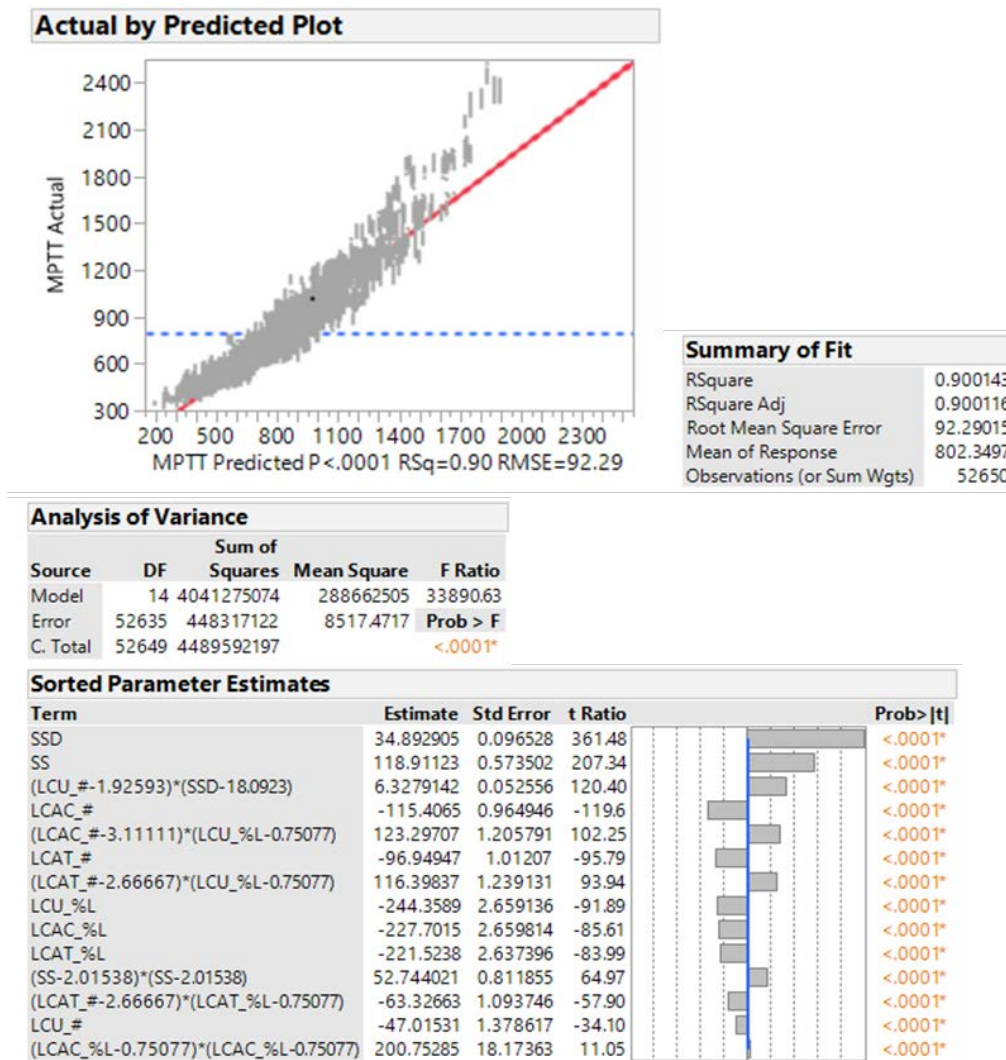 Actual by Predicted Plot
MPTT Actual
2400
2100
1800
1500
1200
900
600
300
200 500 800 1100 1400 1700 2000 2300
MPTT Predicted P<.0001 RSq=0.90 RMSE=92.29
Summary of Fit
RSquare 0.900143
RSquare Adj 0.900116
Root Mean Square Error 92.29015
Mean of Response 802.3497
Observations (or Sum Wgts) 52650
Analysis of Variance
Sum of
Source DF Squares Mean Square F Ratio
Model 14 4041275074 288662505 33890.63
Error 52635 448317122 8517.4717 Prob > F
C. Total 52649 4489592197 <.0001*
Sorted Parameter Estimates
Term Estimate Std Error t Ratio Prob>|t|
SSD 34.892905 0.096528 361.48 <.0001*
SS 118.91123 0.573502 207.34 <.0001*
(LCU_#-1.92593)*(SSD-18.0923) 6.3279142 0.052556 120.40 <.0001*
LCAC_# -115.4065 0.964946 -119.6 <.0001*
(LCAC_#-3.11111)*(LCU_%L-0.75077) 123.29707 1.205791 102.25 <.0001*
LCAT_# -96.94947 1.01207 -95.79 <.0001*
(LCAT_#-2.66667)*(LCU_%L-0.75077) 116.39837 1.239131 93.94 <.0001*
LCU_%L -244.3589 2.659136 -91.89 <.0001*
LCAC_%L -227.7015 2.659814 -85.61 <.0001*
LCAT_%L -221.5238 2.637396 -83.99 <.0001*
(SS-2.01538)*(SS-2.01538) 52.744021 0.811855 64.97 <.0001*
(LCAT_#-2.66667)*(LCAT_%L-0.75077) -63.32663 1.093746 -57.90 <.0001*
LCU_# -47.01531 1.378617 -34.10 <.0001*
(LCAC_%L-0.75077)*(LCAC_%L-0.75077) 200.75285 18.17363 11.05 <.0001*